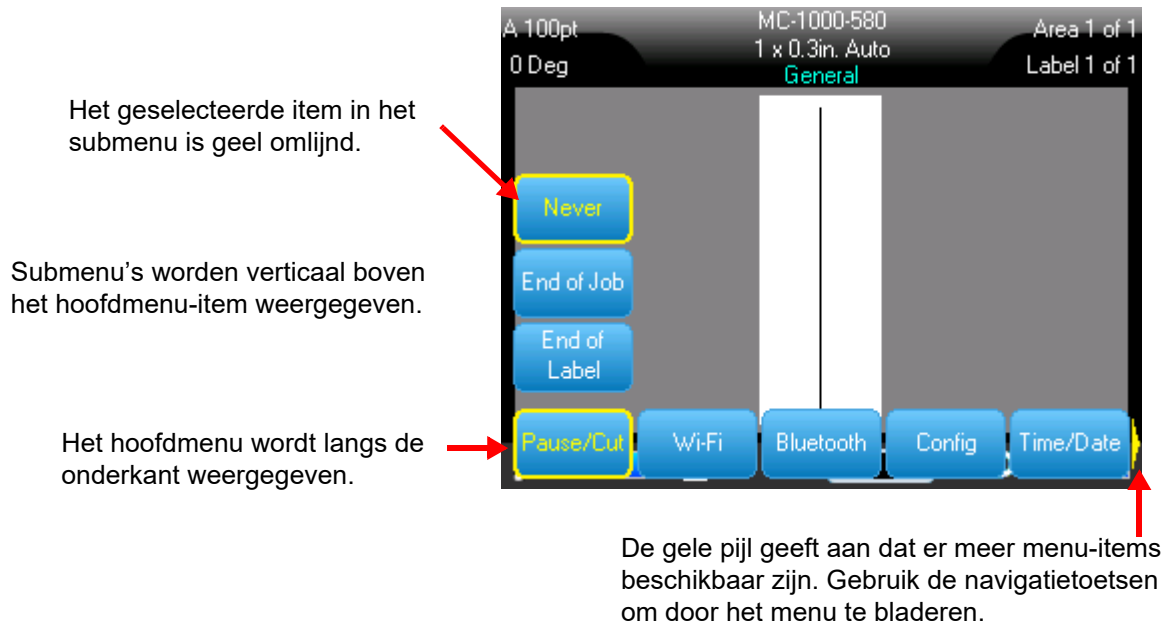 A 100pt
MC-1000-580
Area 1 of 1
0 Deg
1 x 0.3in. Auto
Label 1 of 1
General
Het geselecteerde item in het
submenu is geel omlijnd.
Never
Submenu’s worden verticaal boven
het hoofdmenu-item weergegeven.
End of Job
End of
Label
Het hoofdmenu wordt langs de
onderkant weergegeven.
Pause/Cut
Wi-Fi
Bluetooth
Config
Time/Date
De gele pijl geeft aan dat er meer menu-items
beschikbaar zijn. Gebruik de navigatietoetsen
om door het menu te bladeren.